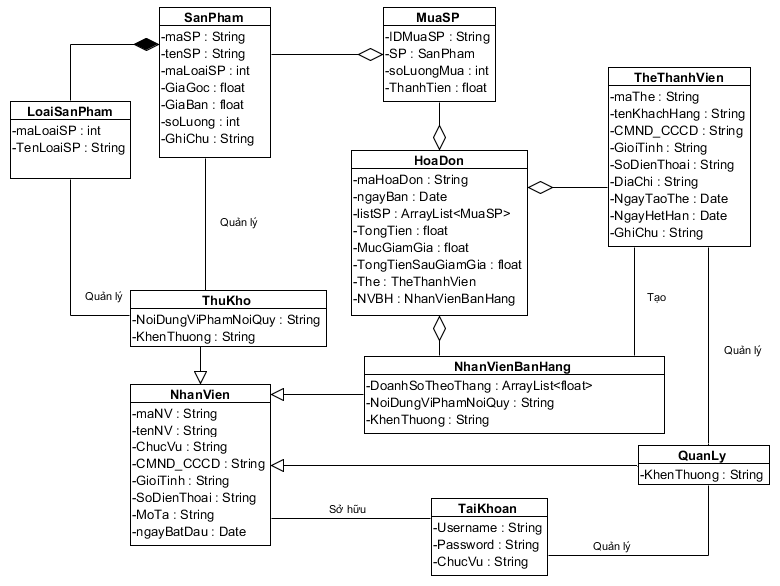 SanPham
-maSP : String
-tenSP : String
-maLoaiSP : int
-GiaGoc : float
-GiaBan : float
-soLuong : int
-GhiChu : String
MuaSP
-IDMuaSP : String
-SP : SanPham
-soLuongMua : int
-ThanhTien : float
TheThanhVien
-maThe : String
-tenKhachHang : String
-CMND_CCCD : String
-GioiTinh : String
-SoDienThoai : String
-DiaChi : String
-NgayTaoThe : Date
-NgayHetHan : Date
-GhiChu : String
LoaiSanPham
-maLoaiSP : int
-TenLoaiSP : String
HoaDon
-maHoaDon : String
-ngayBan : Date
-listSP : ArrayList<MuaSP>
-TongTien : float
-MucGiamGia : float
-TongTienSauGiamGia : float
-The : TheThanhVien
-NVBH : NhanVienBanHang
Quản lý
Quản lý
Tạo
ThuKho
-NoiDungViPhamNoiQuy : String
-KhenThuong : String
Quản lý
NhanVienBanHang
-DoanhSoTheoThang : ArrayList<float>
-NoiDungViPhamNoiQuy : String
-KhenThuong : String
NhanVien
-maNV : String
-tenNV : String
-ChucVu : String
-CMND_CCCD : String
-GioiTinh : String
-SoDienThoai : String
-MoTa : String
-ngayBatDau : Date
QuanLy
-KhenThuong : String
Sở hữu
TaiKhoan
-Username : String
-Password : String
-ChucVu : String
Quản lý